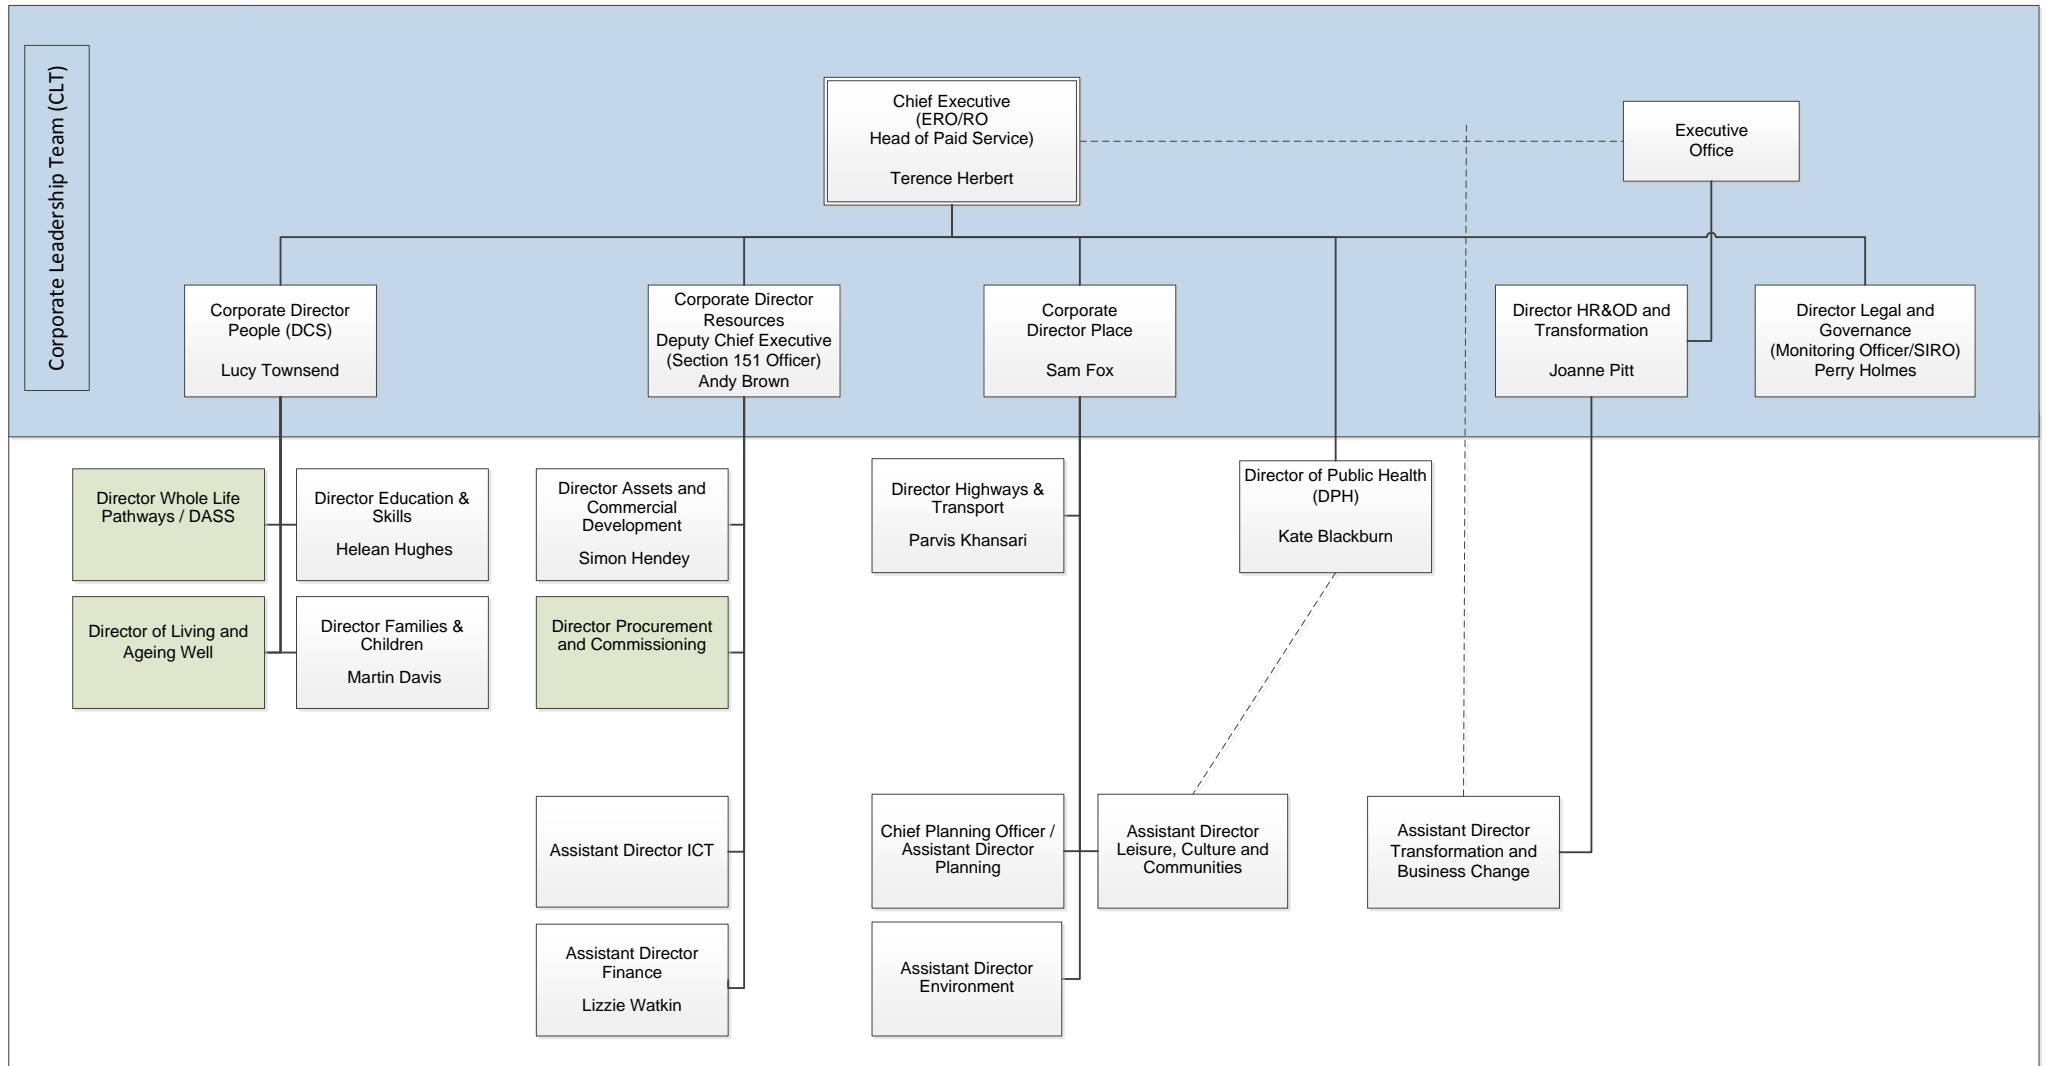 Corporate Leadership Team (CLT)
Chief Executive
(ERO/RO
Head of Paid Service)
Terence Herbert
Executive
Office
Corporate Director
People (DCS)
Lucy Townsend
Corporate Director
Resources
Deputy Chief Executive
(Section 151 Officer)
Andy Brown
Corporate
Director Place
Sam Fox
Director HR&OD and
Transformation
Joanne Pitt
Director Legal and
Governance
(Monitoring Officer/SIRO)
Perry Holmes
Director Whole Life
Pathways / DASS
Director Education &
Skills
Helean Hughes
Director Assets and
Commercial
Development
Simon Hendey
Director Highways &
Transport
Parvis Khansari
Director of Public Health
(DPH)
Kate Blackburn
Director of Living and
Ageing Well
Director Families &
Children
Martin Davis
Director Procurement
and Commissioning
Assistant Director ICT
Chief Planning Officer /
Assistant Director
Planning
Assistant Director
Leisure, Culture and
Communities
Assistant Director
Transformation and
Business Change
Assistant Director
Finance
Lizzie Watkin
Assistant Director
Environment